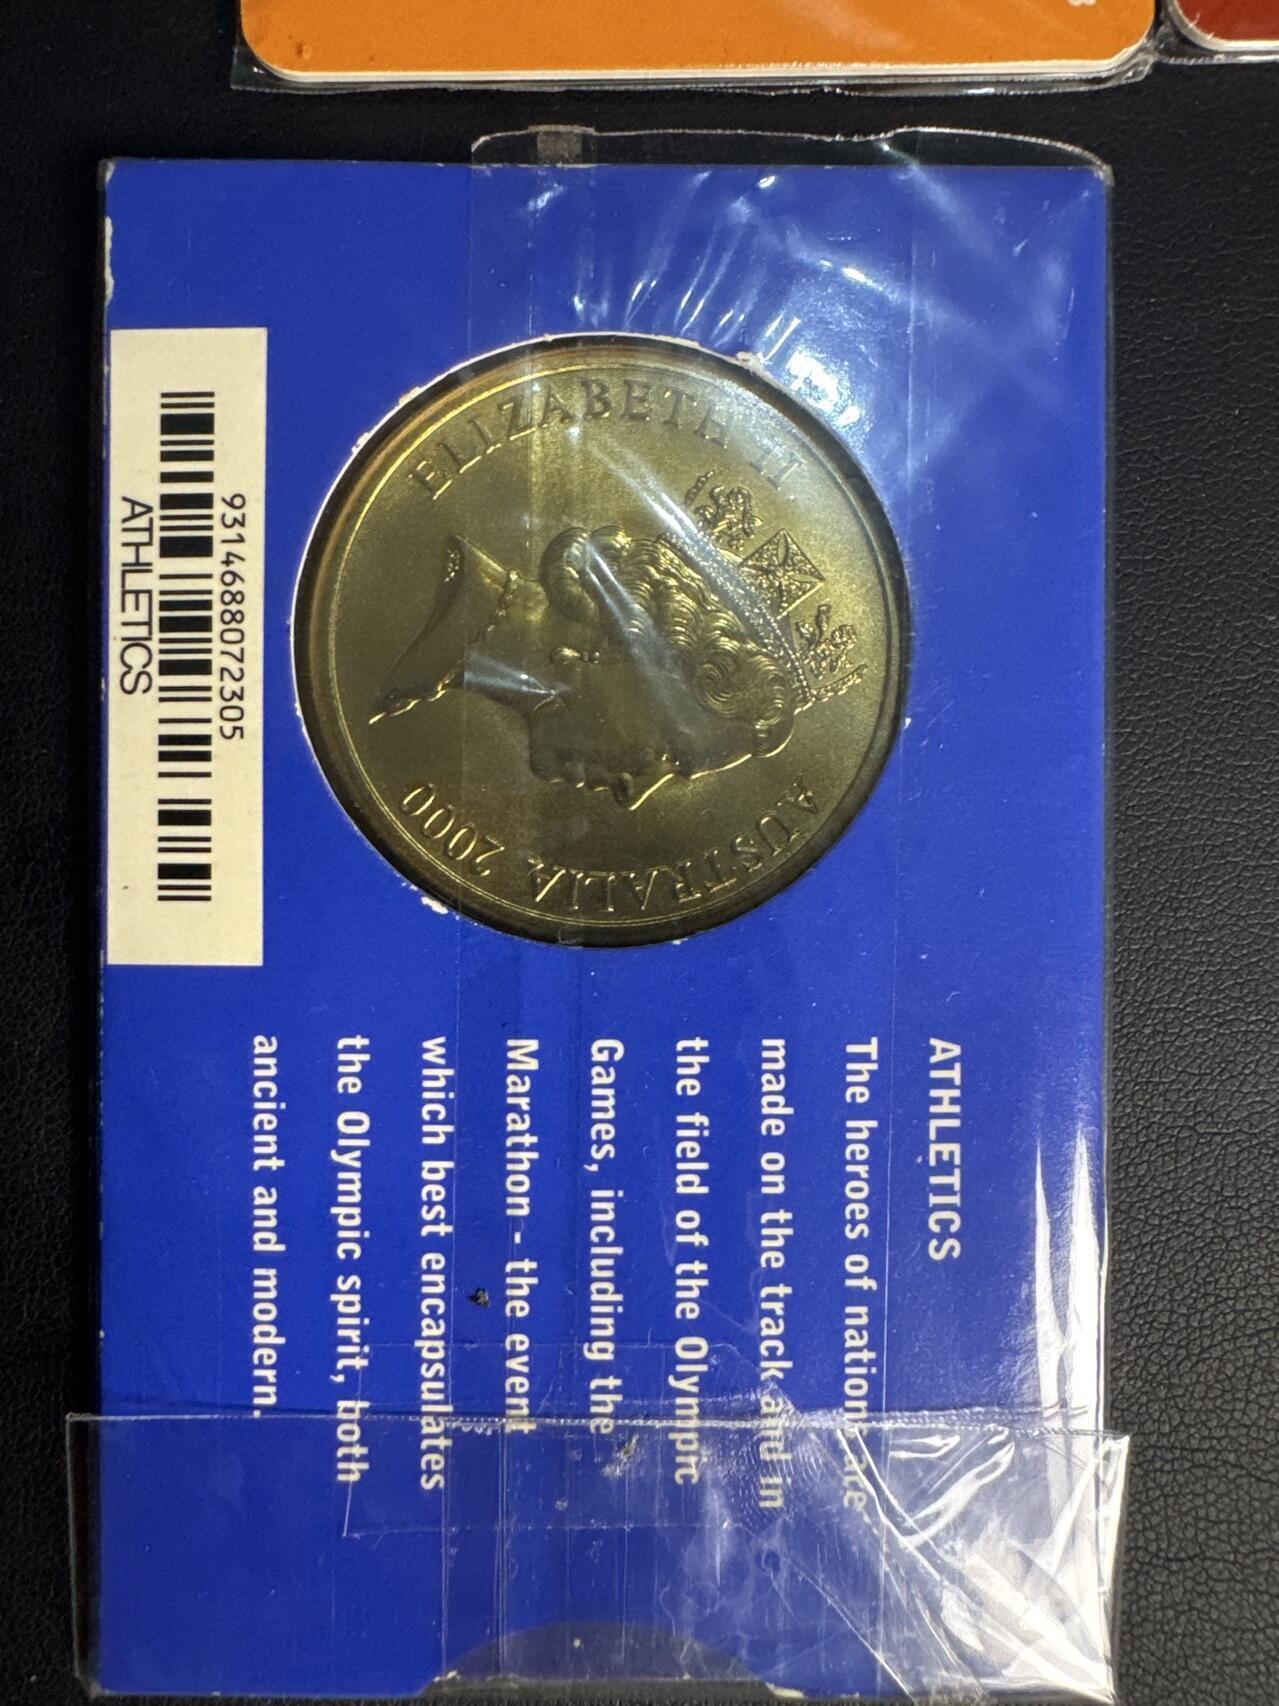 ELIZABETH II
AUSTRALIA 2000
9314688072305
ATHLETICS
ATHLETICS
The heroes of nations are
made on the track and in
the field of the Olympic
Games, including the
Marathon - the event
which best encapsulates
the Olympic spirit, both
ancient and modern.